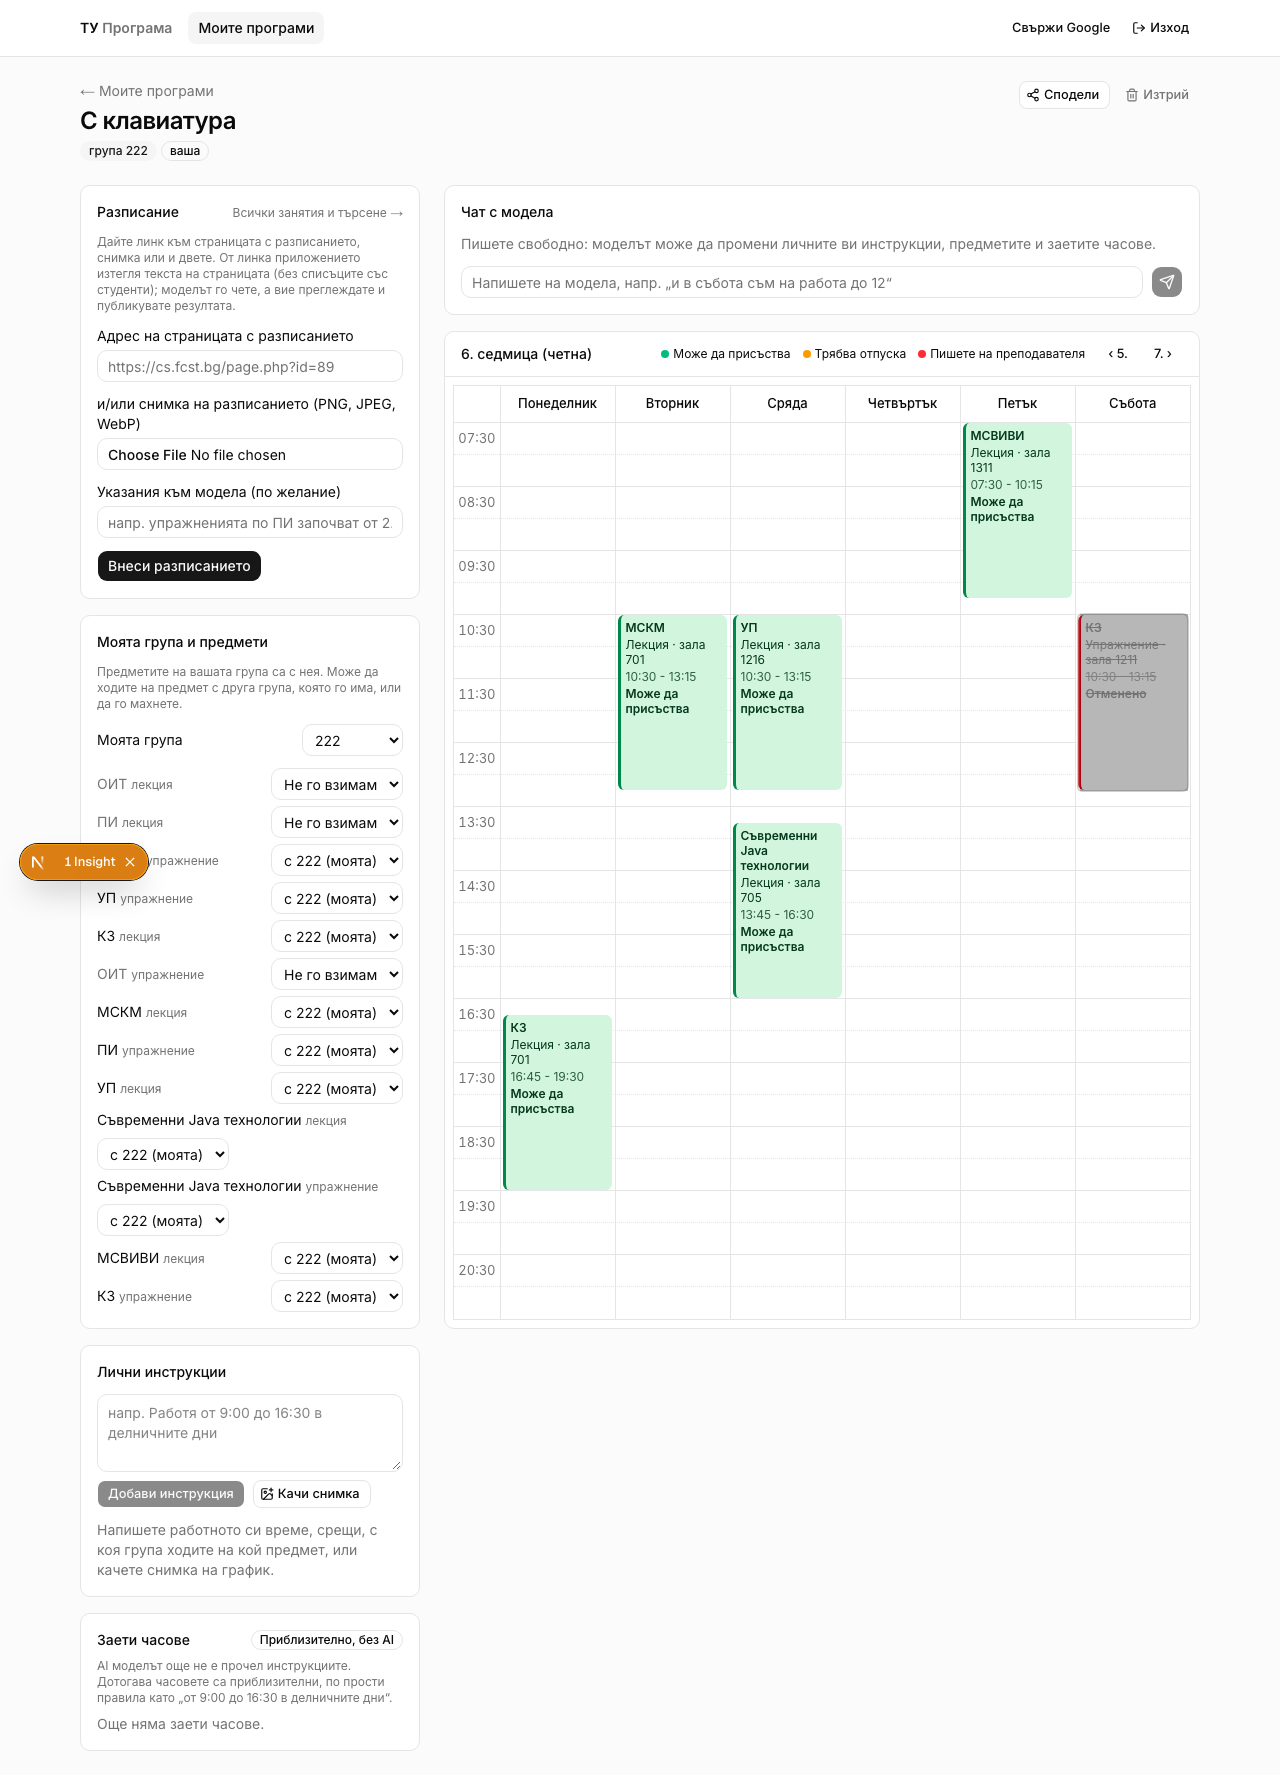 ТУ Програма
Моите програми
Свържи Google
Изход
← Моите програми
Сподели
Изтрий
С клавиатура
група 222
ваша
Разписание
Всички занятия и търсене →
Дайте линк към страницата с разписанието,
снимка или и двете. От линка приложението
изтегля текста на страницата (без списъците със
студенти); моделът го чете, а вие преглеждате и
публикувате резултата.
Адрес на страницата с разписанието
https://cs.fcst.bg/page.php?id=89
и/или снимка на разписанието (PNG, JPEG,
WebP)
Choose File No file chosen
Указания към модела (по желание)
напр. упражненията по ПИ започват от 2.
Внеси разписанието
Моята група и предмети
Предметите на вашата група са с нея. Може да
ходите на предмет с друга група, която го има, или
да го махнете.
Моята група
222
ОИТ лекция
Не го взимам
ПИ лекция
Не го взимам
1 Insight
упражнение
с 222 (моята)
УП упражнение
с 222 (моята)
КЗ лекция
с 222 (моята)
ОИТ упражнение
Не го взимам
МСКМ лекция
с 222 (моята)
ПИ упражнение
с 222 (моята)
УП лекция
с 222 (моята)
Съвременни Java технологии лекция
с 222 (моята)
Съвременни Java технологии упражнение
с 222 (моята)
МСВИВИ лекция
с 222 (моята)
КЗ упражнение
с 222 (моята)
Лични инструкции
напр. Работя от 9:00 до 16:30 в
делничните дни
Добави инструкция
Качи снимка
Напишете работното си време, срещи, с
коя група ходите на кой предмет, или
качете снимка на график.
Заети часове
Приблизително, без AI
AI моделът още не е прочел инструкциите.
Дотогава часовете са приблизителни, по прости
правила като „от 9:00 до 16:30 в делничните дни“.
Още няма заети часове.
Чат с модела
Пишете свободно: моделът може да промени личните ви инструкции, предметите и заетите часове.
Напишете на модела, напр. „и в събота съм на работа до 12“
6. седмица (четна)
Може да присъства
Трябва отпуска
Пишете на преподавателя
‹ 5.
7. ›
Понеделник
Вторник
Сряда
Четвъртък
Петък
Събота
07:30
08:30
09:30
10:30
11:30
12:30
13:30
14:30
15:30
16:30
17:30
18:30
19:30
20:30
КЗ
Лекция · зала
701
16:45 - 19:30
Може да
присъства
МСКМ
Лекция · зала
701
10:30 - 13:15
Може да
присъства
УП
Лекция · зала
1216
10:30 - 13:15
Може да
присъства
Съвременни
Java
технологии
Лекция · зала
705
13:45 - 16:30
Може да
присъства
МСВИВИ
Лекция · зала
1311
07:30 - 10:15
Може да
присъства
КЗ
Упражнение ·
зала 1211
10:30 - 13:15
Отменено